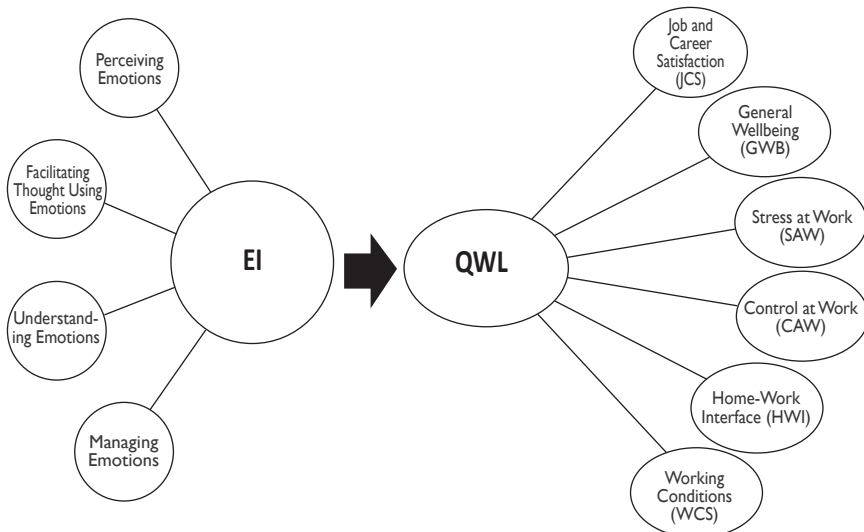 Perceiving
Emotions
Facilitating
Thought Using
Emotions
Understand-
ing Emotions
Managing
Emotions
EI
QWL
Job and
Career
Satisfaction
(JCS)
General
Wellbeing
(GWB)
Stress at Work
(SAW)
Control at Work
(CAW)
Home-Work
Interface (HWI)
Working
Conditions
(WCS)